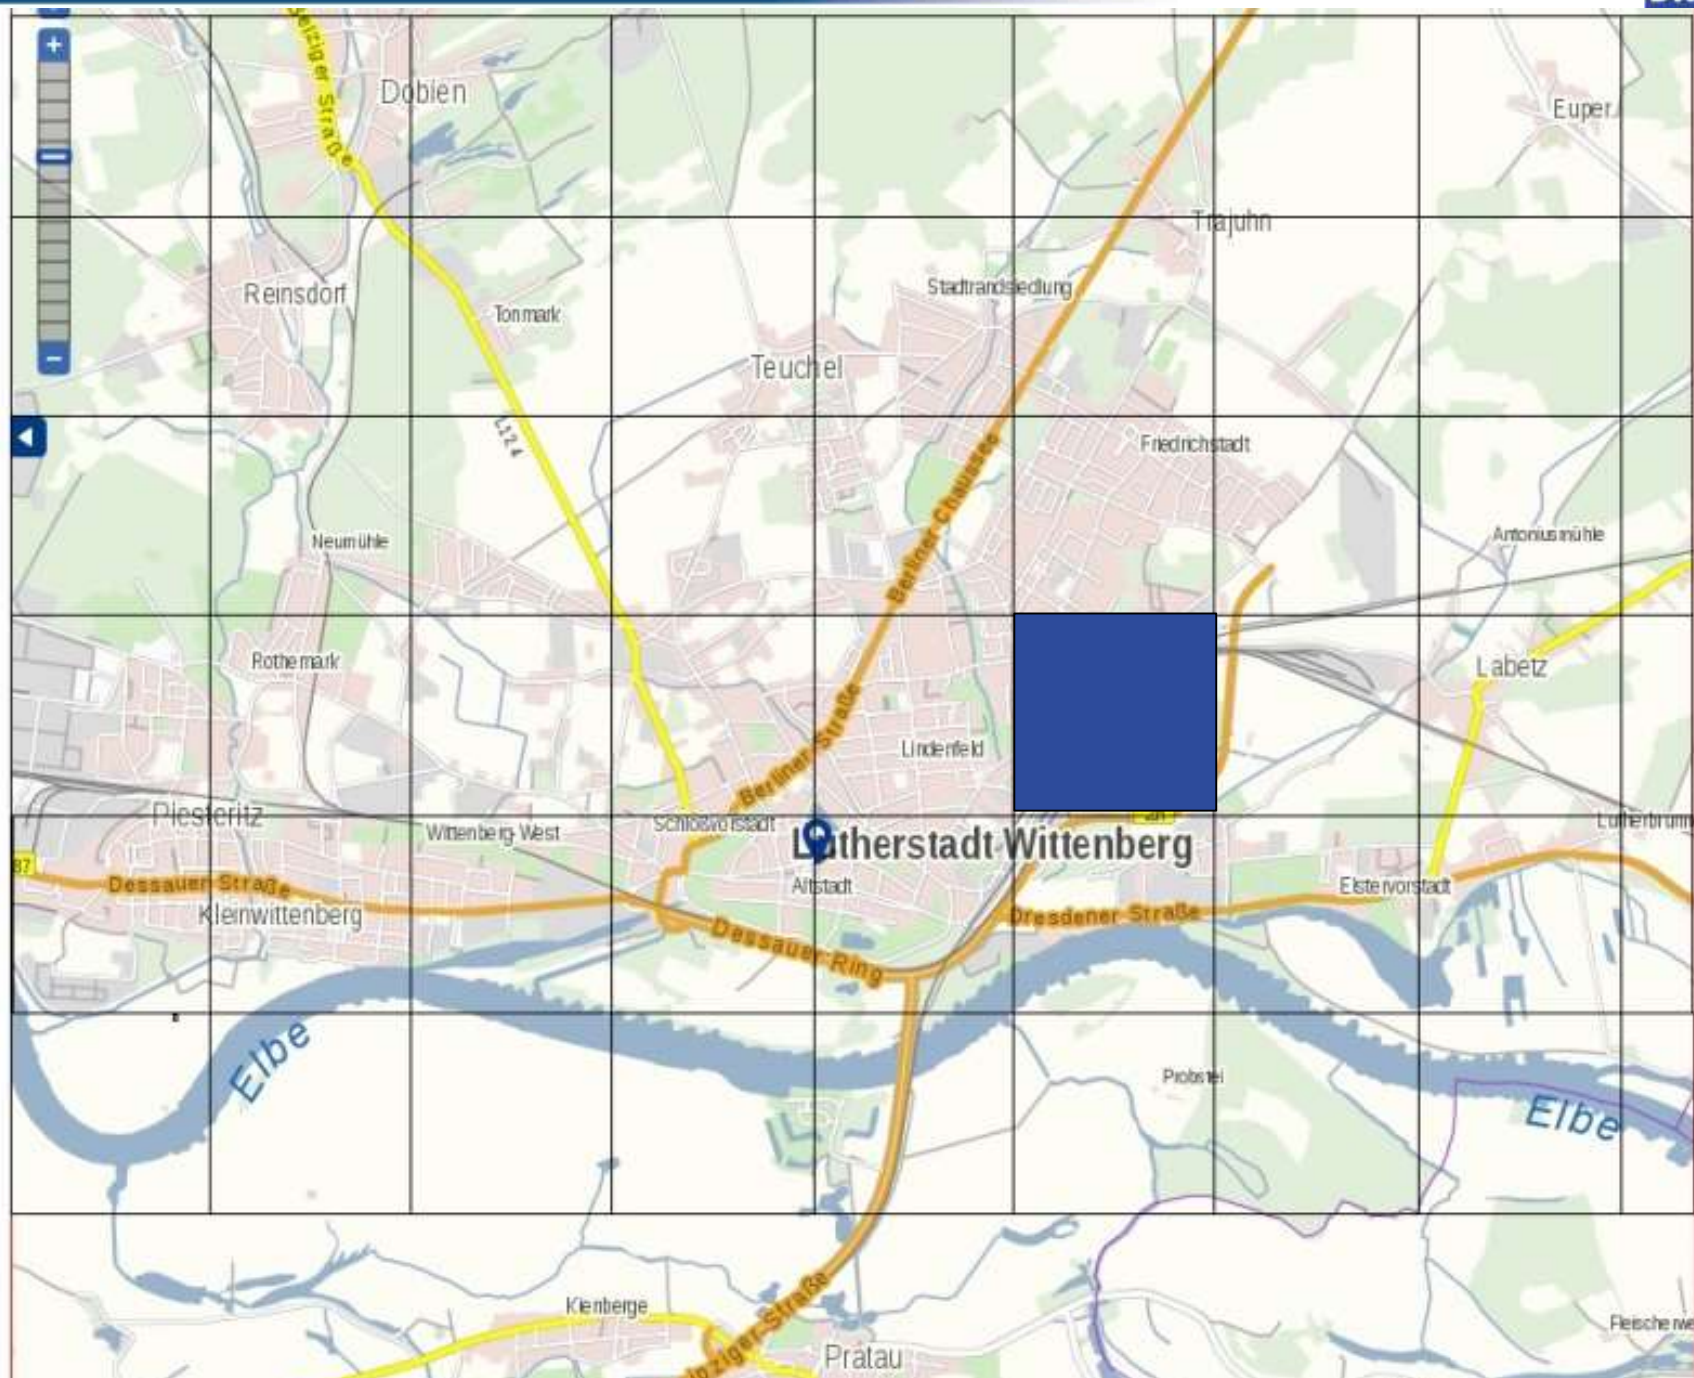 Dobien
Euper
Trajuhn
Reinsdorf
Stadtrandsiedlung
Tonmark
Teuchel
L124
Friedrichstadt
Berliner Chaussee
Neumühle
Antoniusmühle
Rothemark
Labetz
Berliner Straße
Lindenfeld
Piesteritz
Wittenberg-West
Schloßvorstadt
Lutherstadt Wittenberg
87
Dessauer Straße
Altstadt
Elstervorstadt
Kleinwittenberg
Dresdener Straße
Dessauer Ring
Elbe
Probstei
Elbe
Kienberge
Pratau